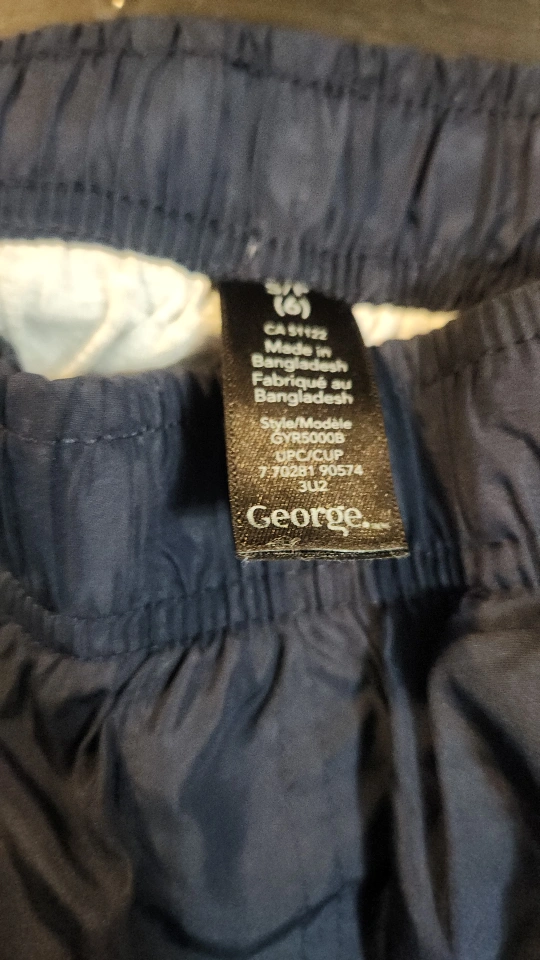 S/P
(6)
CA 51122
Made in
Bangladesh
Fabriqué au
Bangladesh
Style/Modèle
GYR5000B
UPC/CUP
7 70281 90574
3U2
George.